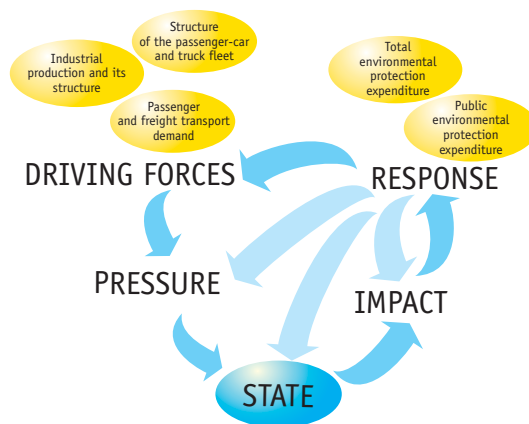 Structure
of the passenger-car
and truck fleet
Industrial
production and its
structure
Passenger
and freight transport
demand
Total
environmental
protection
expenditure
Public
environmental
protection
expenditure
DRIVING FORCES
RESPONSE
PRESSURE
IMPACT
STATE